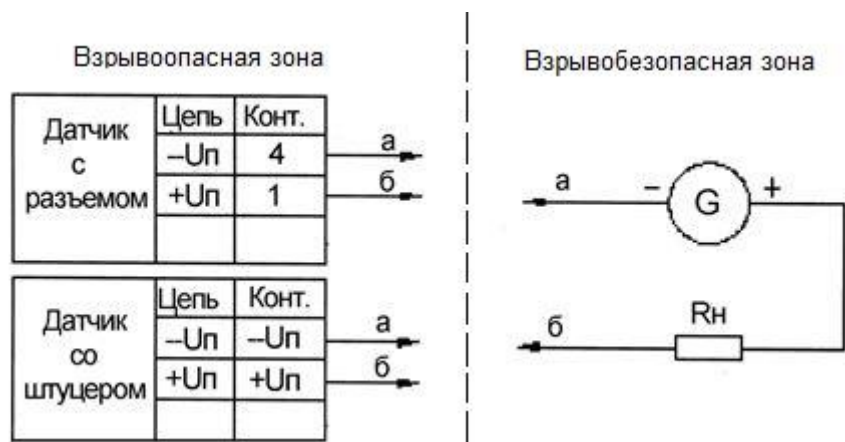 Взрывоопасная зона
Взрывобезопасная зона
Датчик
с
разъемом
Цепь Конт.
–Uп 4
+Uп 1
а
б
Датчик
со
штуцером
Цепь Конт.
–Uп –Uп
+Uп +Uп
а
б
а – G +
Rн
б